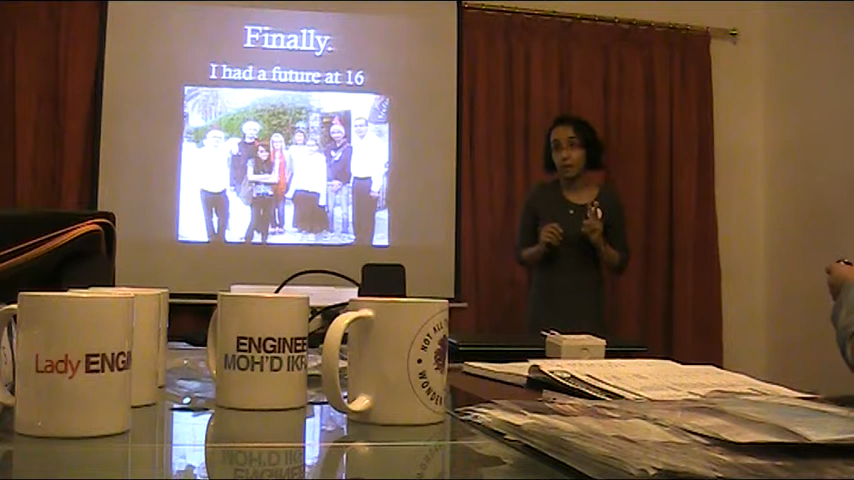 Finally.
I had a future at 16
Lady ENGI
ENGINEE
MOH'D IKR
NOT ALL